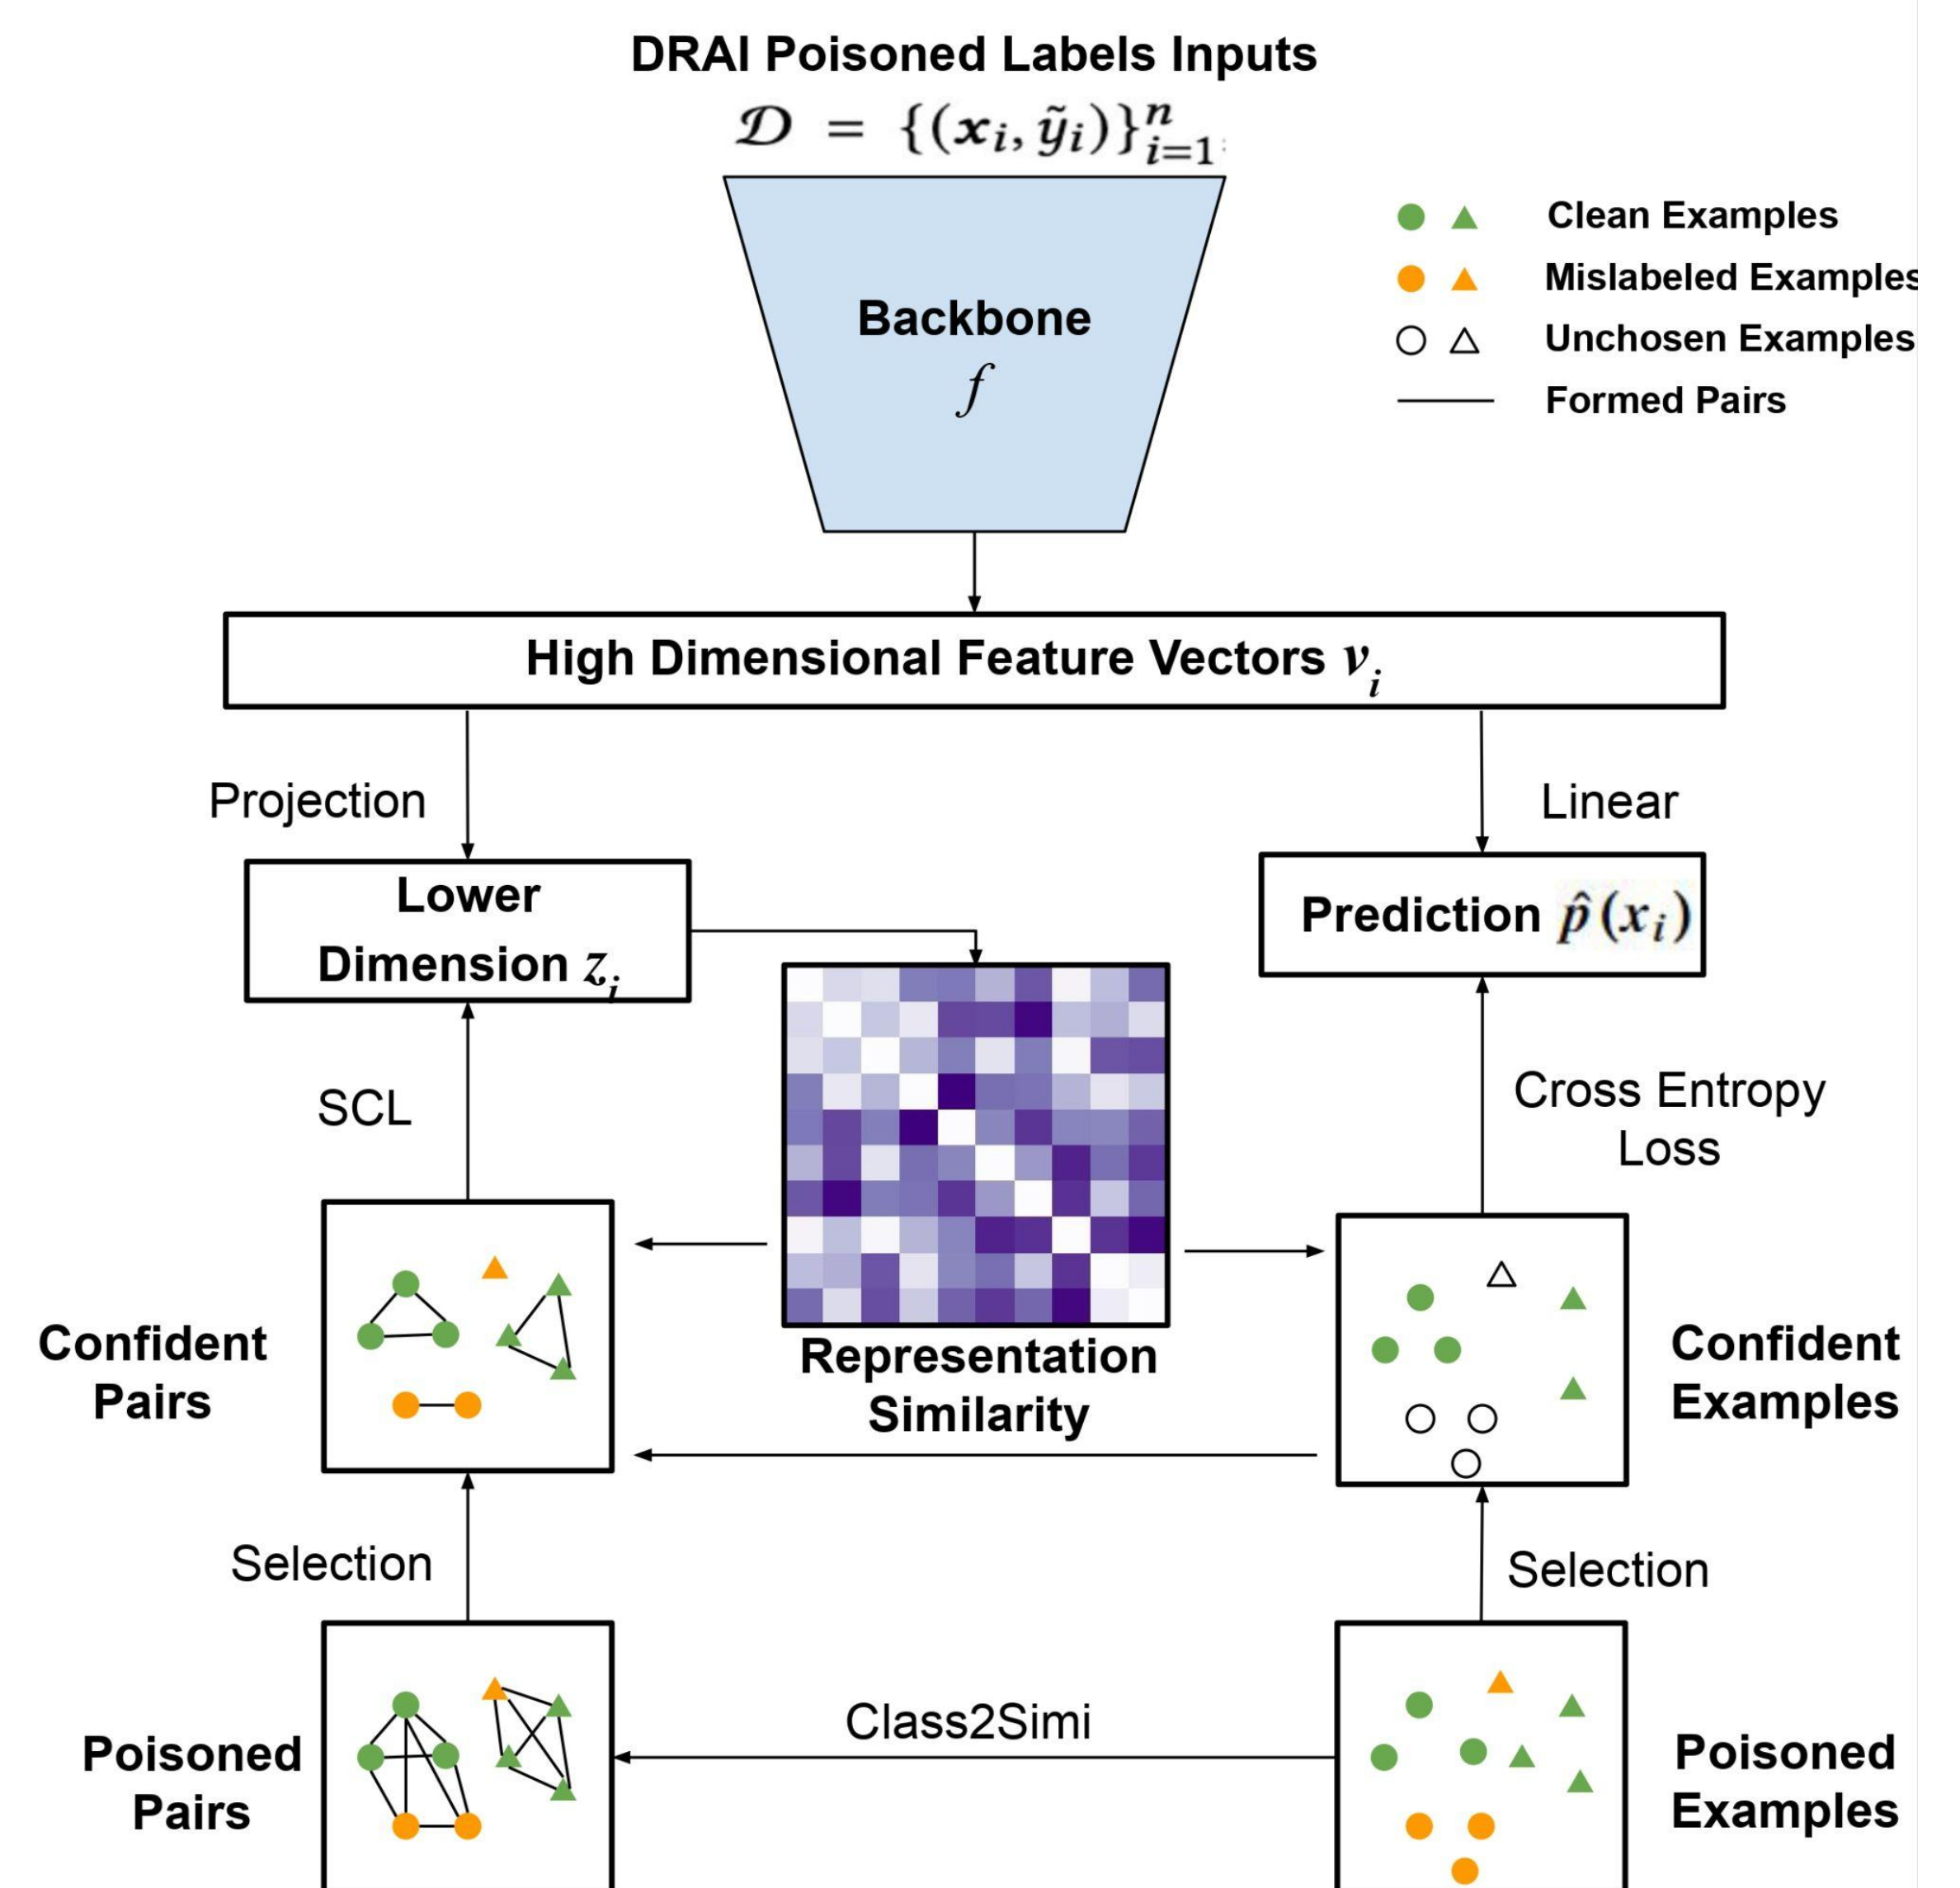 DRAI Poisoned Labels Inputs
𝒟 = {(𝒙ᵢ, ỹᵢ)}ⁿᵢ₌₁
Clean Examples
Mislabeled Examples
Unchosen Examples
Formed Pairs
Backbone
f
High Dimensional Feature Vectors vᵢ
Projection
Linear
Lower
Dimension zᵢ
Prediction p̂(xᵢ)
SCL
Cross Entropy
Loss
Confident
Pairs
Representation
Similarity
Confident
Examples
Selection
Selection
Poisoned
Pairs
Class2Simi
Poisoned
Examples